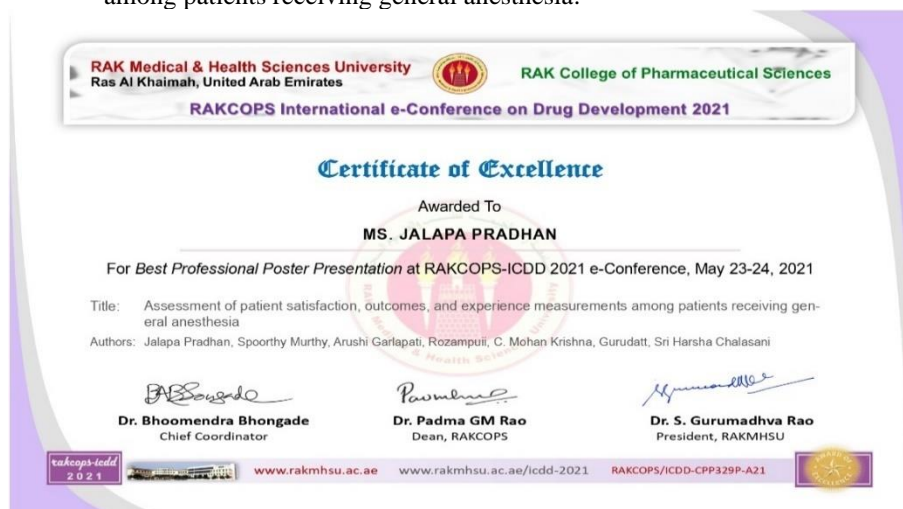 among patients receiving general anesthesia.
RAK Medical & Health Sciences University
Ras Al Khaimah, United Arab Emirates
RAK College of Pharmaceutical Sciences
RAKCOPS International e-Conference on Drug Development 2021
Certificate of Excellence
Awarded To
MS. JALAPA PRADHAN
For Best Professional Poster Presentation at RAKCOPS-ICDD 2021 e-Conference, May 23-24, 2021
Title: Assessment of patient satisfaction, outcomes, and experience measurements among patients receiving gen-
eral anesthesia
Authors: Jalapa Pradhan, Spoorthy Murthy, Arushi Garlapati, Rozampuii, C. Mohan Krishna, Gurudatt, Sri Harsha Chalasani
Dr. Bhoomendra Bhongade
Chief Coordinator
Dr. Padma GM Rao
Dean, RAKCOPS
Dr. S. Gurumadhva Rao
President, RAKMHSU
rakcops-icdd
2021
www.rakmhsu.ac.ae
www.rakmhsu.ac.ae/icdd-2021
RAKCOPS/ICDD-CPP329P-A21
AWARD OF
EXCELLENCE